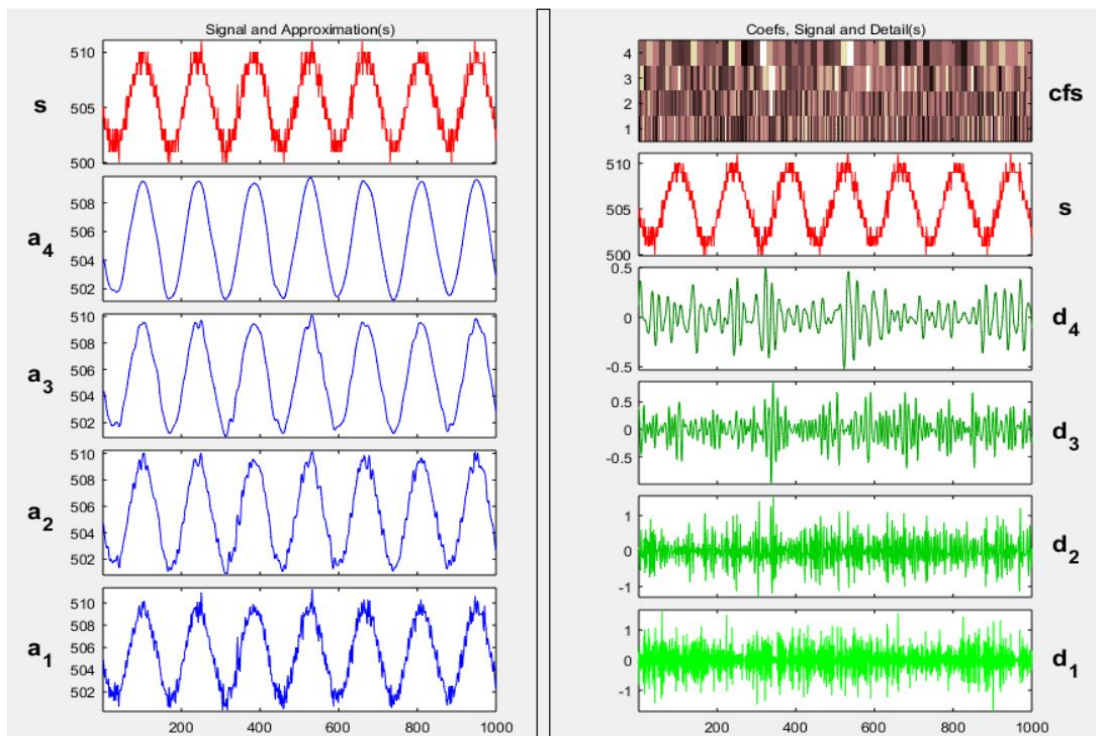 Signal and Approximation(s)
s
510
505
500
a4
508
506
504
502
a3
510
508
506
504
502
a2
510
508
506
504
502
a1
510
508
506
504
502
200 400 600 800 1000
Coefs, Signal and Detail(s)
4
3
2
1
cfs
510
505
500
s
0.5
0
-0.5
d4
0.5
0
-0.5
d3
1
0
-1
d2
1
0
-1
d1
200 400 600 800 1000